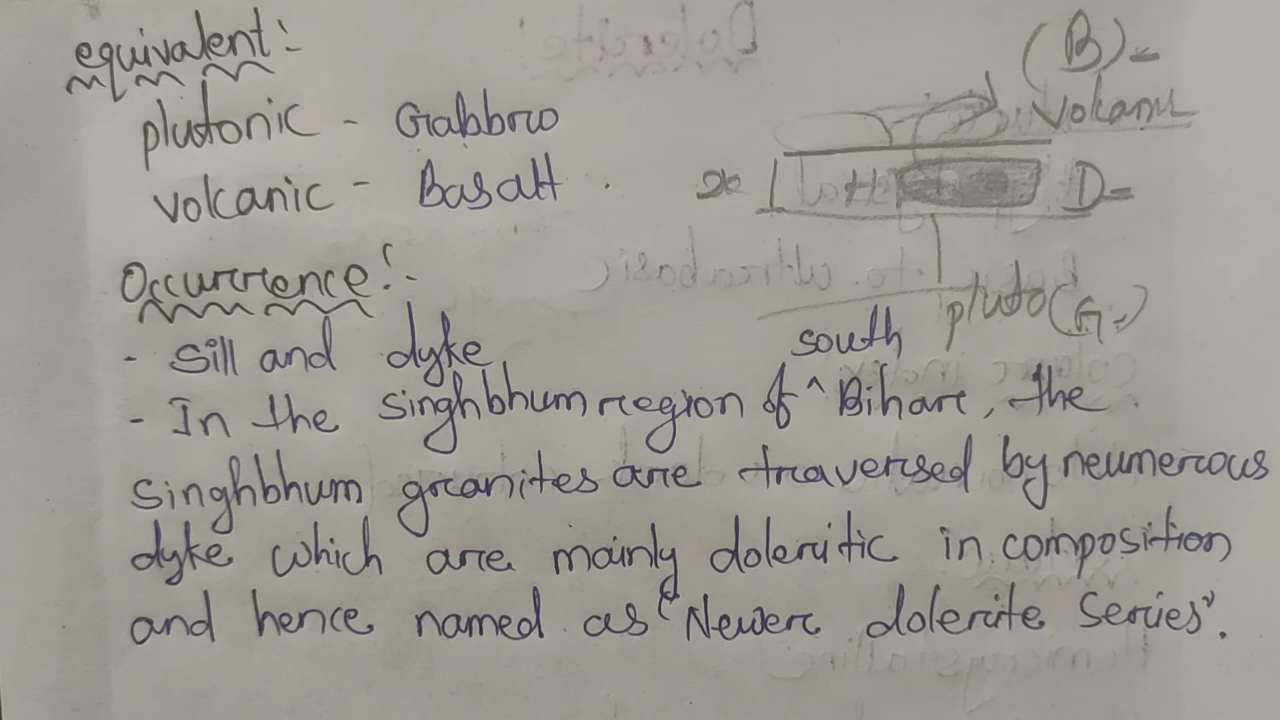 equivalent:-
plutonic - Gabbro
volcanic - Basalt .
(B)-
Volcanic
D-
pluto(G-)
Occurrence:-
- Sill and dyke
- In the Singhbhum region of ^south Bihar, the
Singhbhum granites are traversed by neumerous
dyke which are mainly doleritic in composition
and hence named as "Newer dolerite Series".